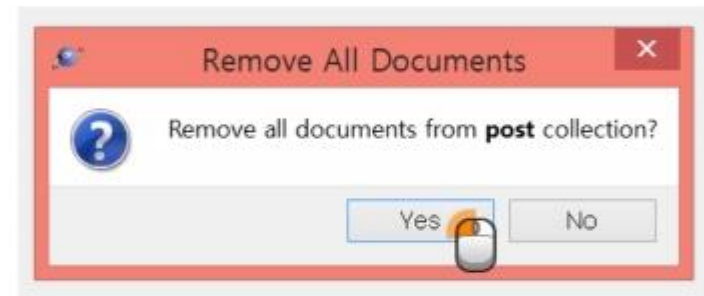 Remove All Documents
Remove all documents from post collection?
Yes
No